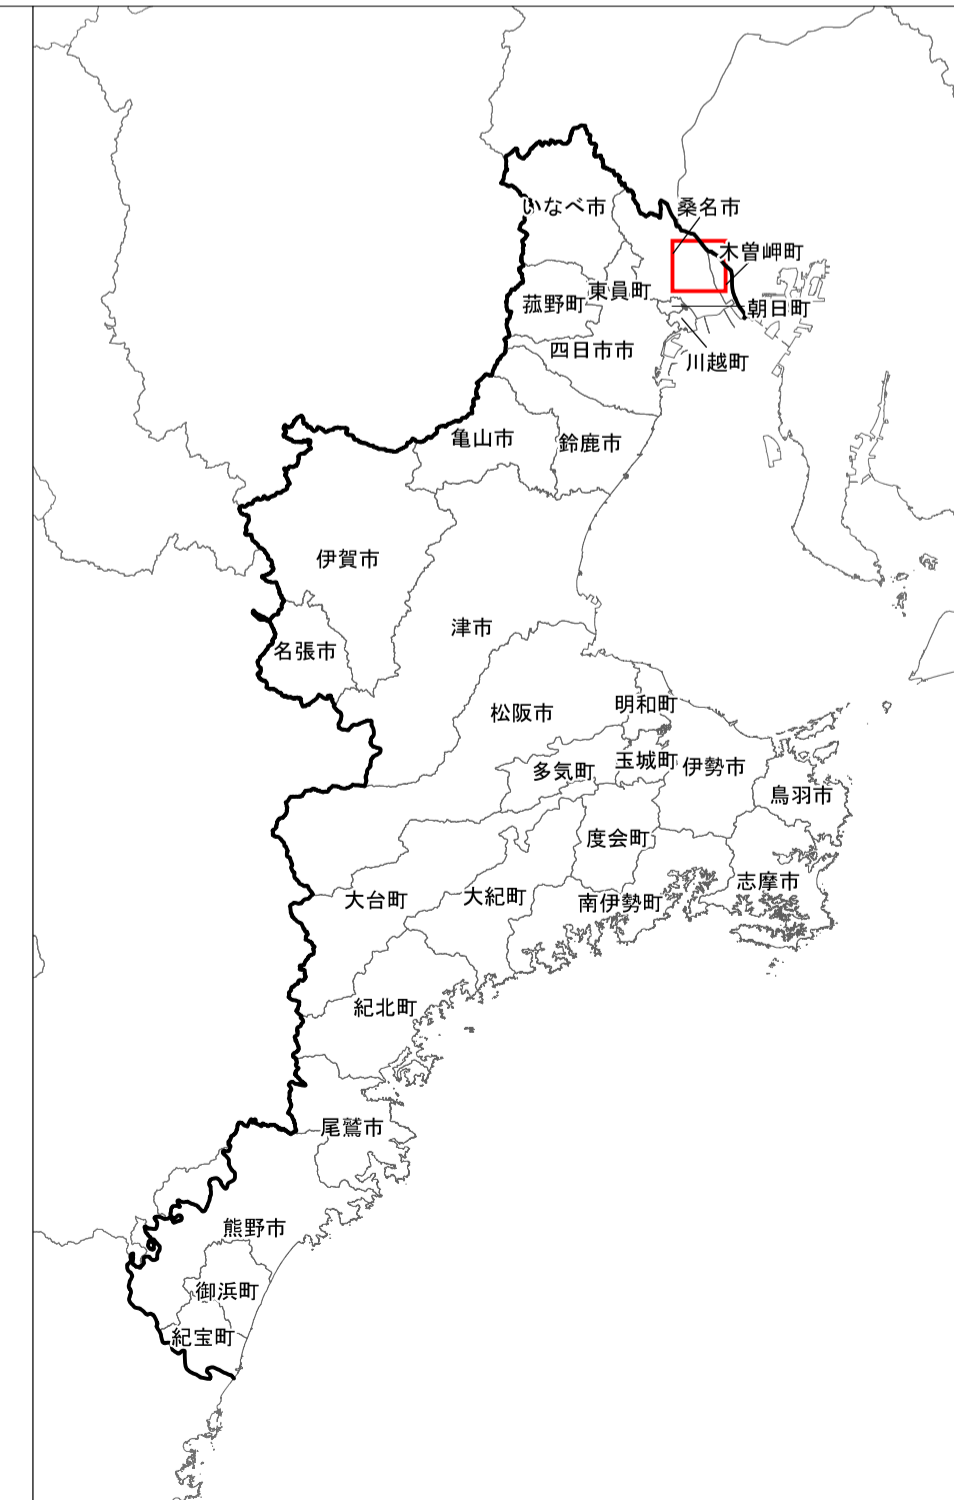 いなべ市
桑名市
木曽岬町
東員町
菰野町
朝日町
四日市市
川越町
亀山市
鈴鹿市
伊賀市
津市
名張市
松阪市
明和町
多気町
玉城町
伊勢市
鳥羽市
度会町
志摩市
大台町
大紀町
南伊勢町
紀北町
尾鷲市
熊野市
御浜町
紀宝町